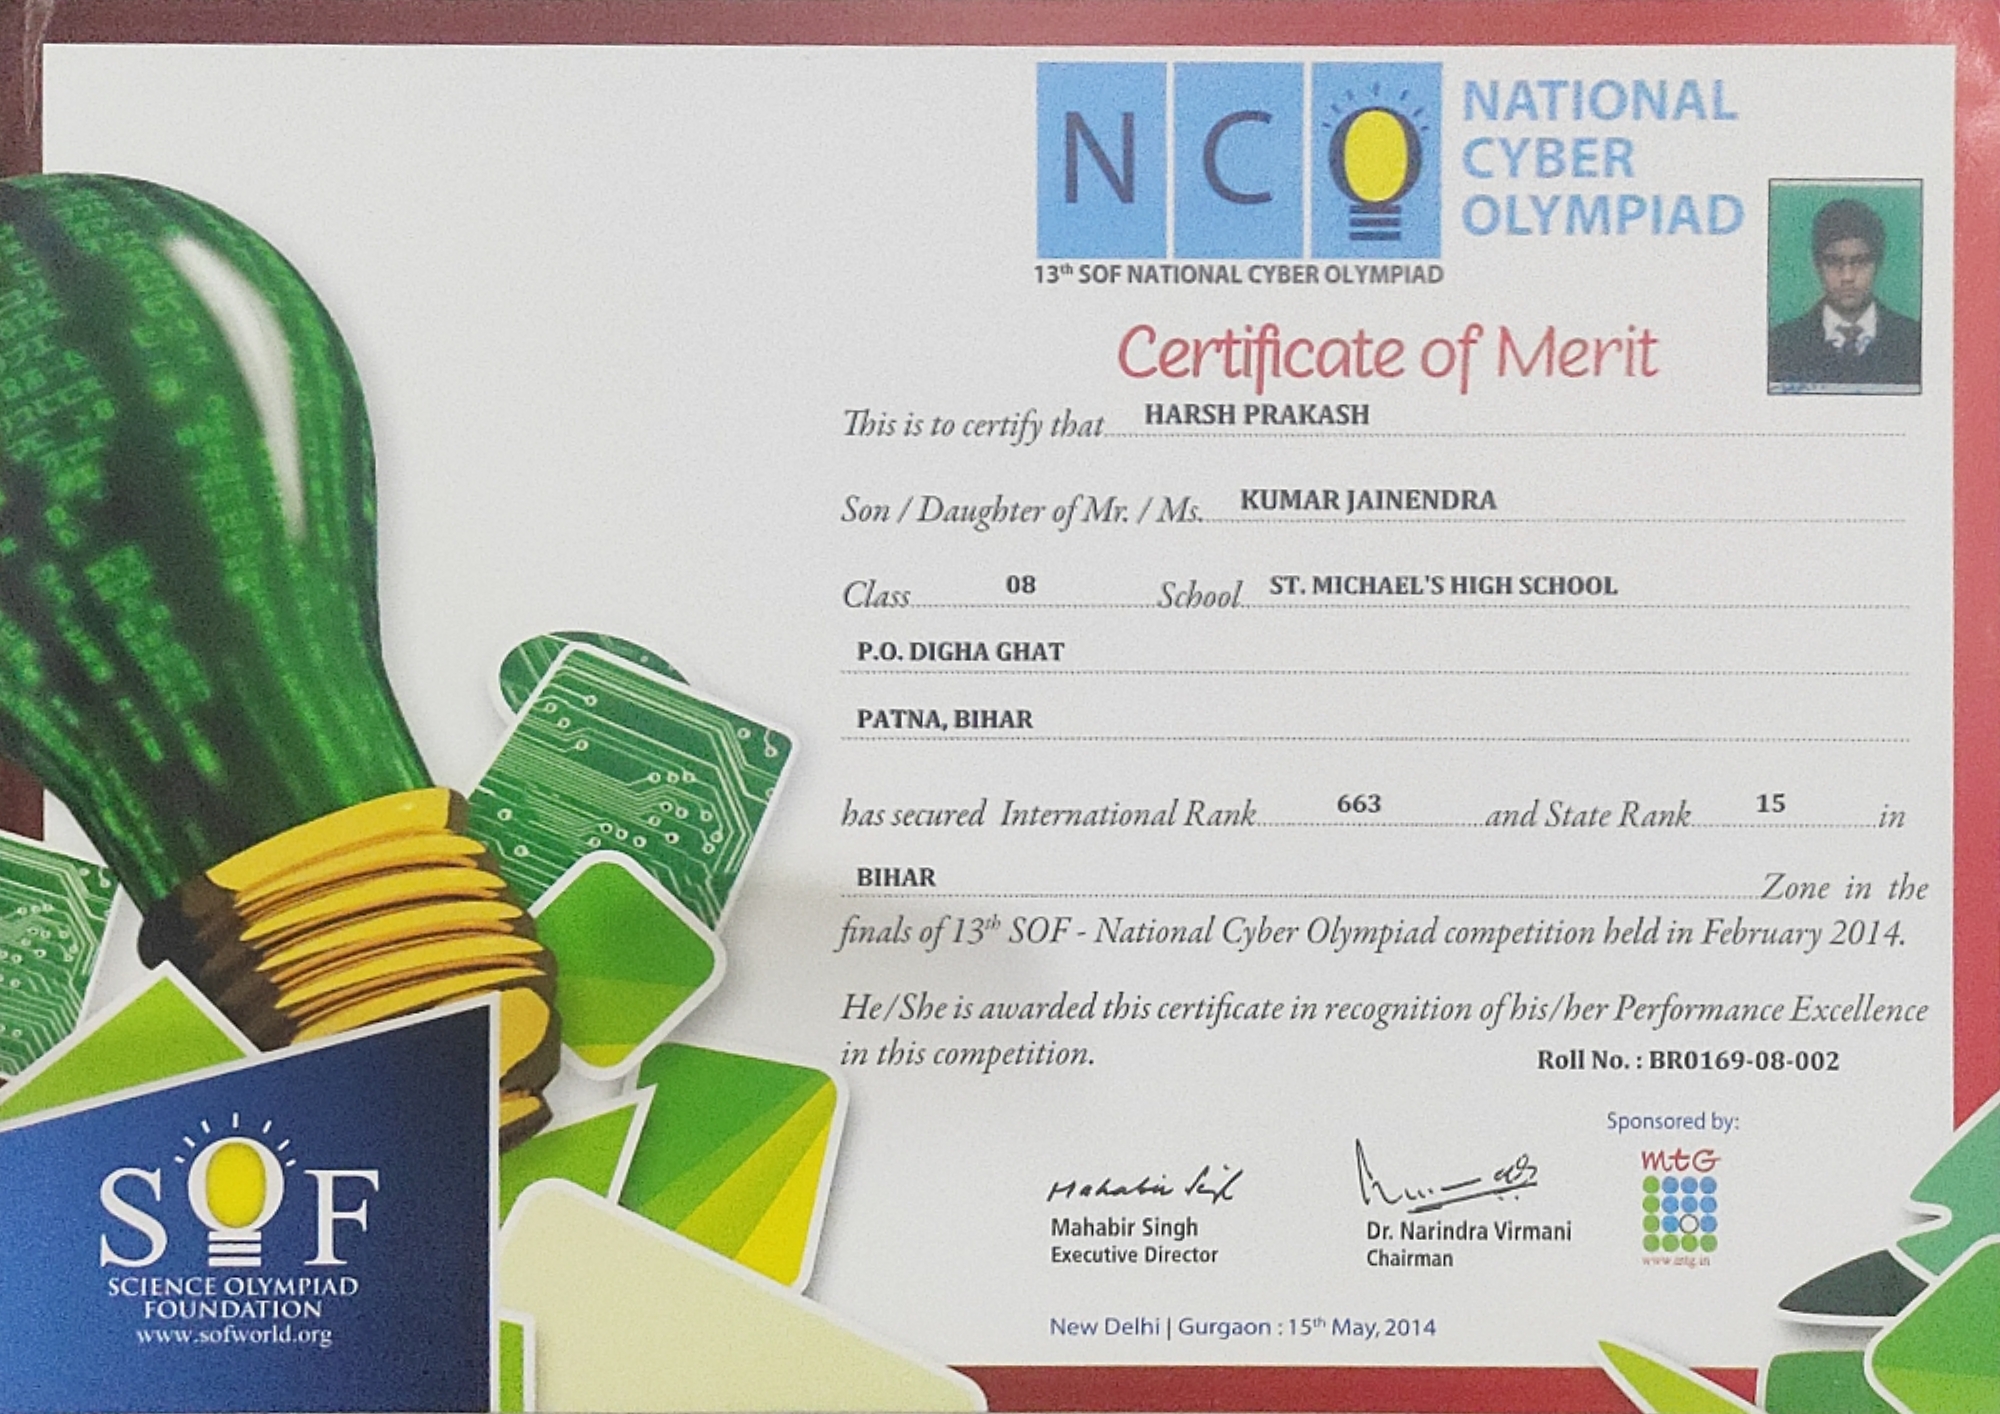 NCO
NATIONAL
CYBER
OLYMPIAD
13th SOF NATIONAL CYBER OLYMPIAD
Certificate of Merit
This is to certify that HARSH PRAKASH
Son / Daughter of Mr. / Ms. KUMAR JAINENDRA
Class 08 School ST. MICHAEL'S HIGH SCHOOL
P.O. DIGHA GHAT
PATNA, BIHAR
has secured International Rank 663 and State Rank 15 in
BIHAR Zone in the
finals of 13th SOF - National Cyber Olympiad competition held in February 2014.
He/She is awarded this certificate in recognition of his/her Performance Excellence
in this competition.
Roll No. : BR0169-08-002
Sponsored by:
mtG
www.mtg.in
Mahabir Singh
Mahabir Singh
Executive Director
Dr. Narindra Virmani
Chairman
New Delhi | Gurgaon : 15th May, 2014
SOF
SCIENCE OLYMPIAD
FOUNDATION
www.sofworld.org